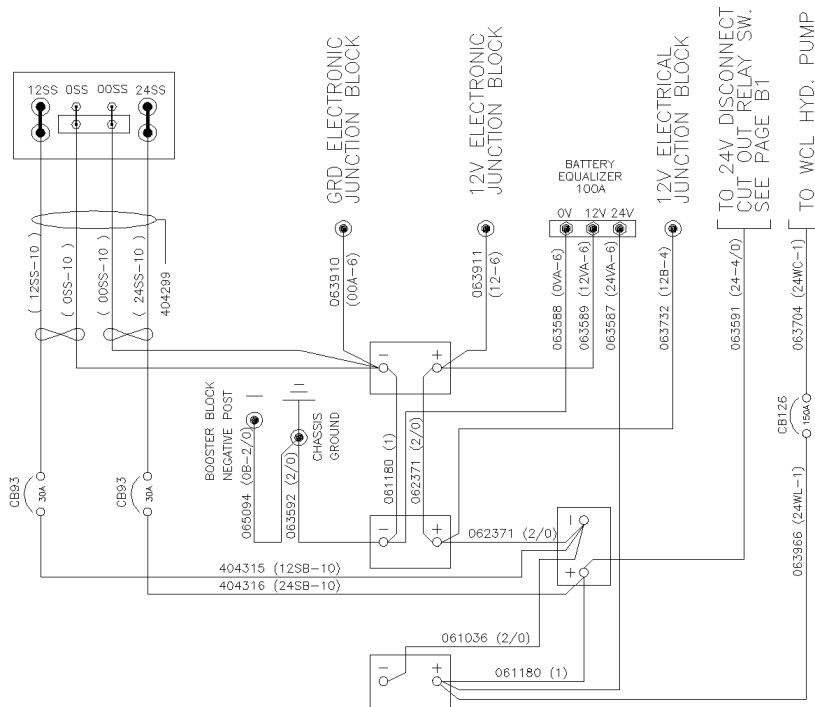 12SS 0SS 00SS 24SS
( 12SS-10 )
( 0SS-10 )
( 00SS-10 )
( 24SS-10 )
404299
GRD ELECTRONIC
JUNCTION BLOCK
063910
(00A-6)
12V ELECTRONIC
JUNCTION BLOCK
063911
(12-6)
BATTERY
EQUALIZER
100A
0V 12V 24V
063588 (0VA-6)
063589 (12VA-6)
063587 (24VA-6)
12V ELECTRICAL
JUNCTION BLOCK
063732 (12B-4)
TO 24V DISCONNECT
CUT OUT RELAY SW.
SEE PAGE B1
063591 (24-4/0)
TO WCL HYD. PUMP
063704 (24WC-1)
CB126
150A
063966 (24WL-1)
- +
BOOSTER BLOCK
NEGATIVE POST
065094 (0B-2/0)
CHASSIS
GROUND
063592 (2/0)
061180 (1)
062371 (2/0)
CB93
30A
CB93
30A
- +
062371 (2/0)
-
+
404315 (12SB-10)
404316 (24SB-10)
061036 (2/0)
- +
061180 (1)